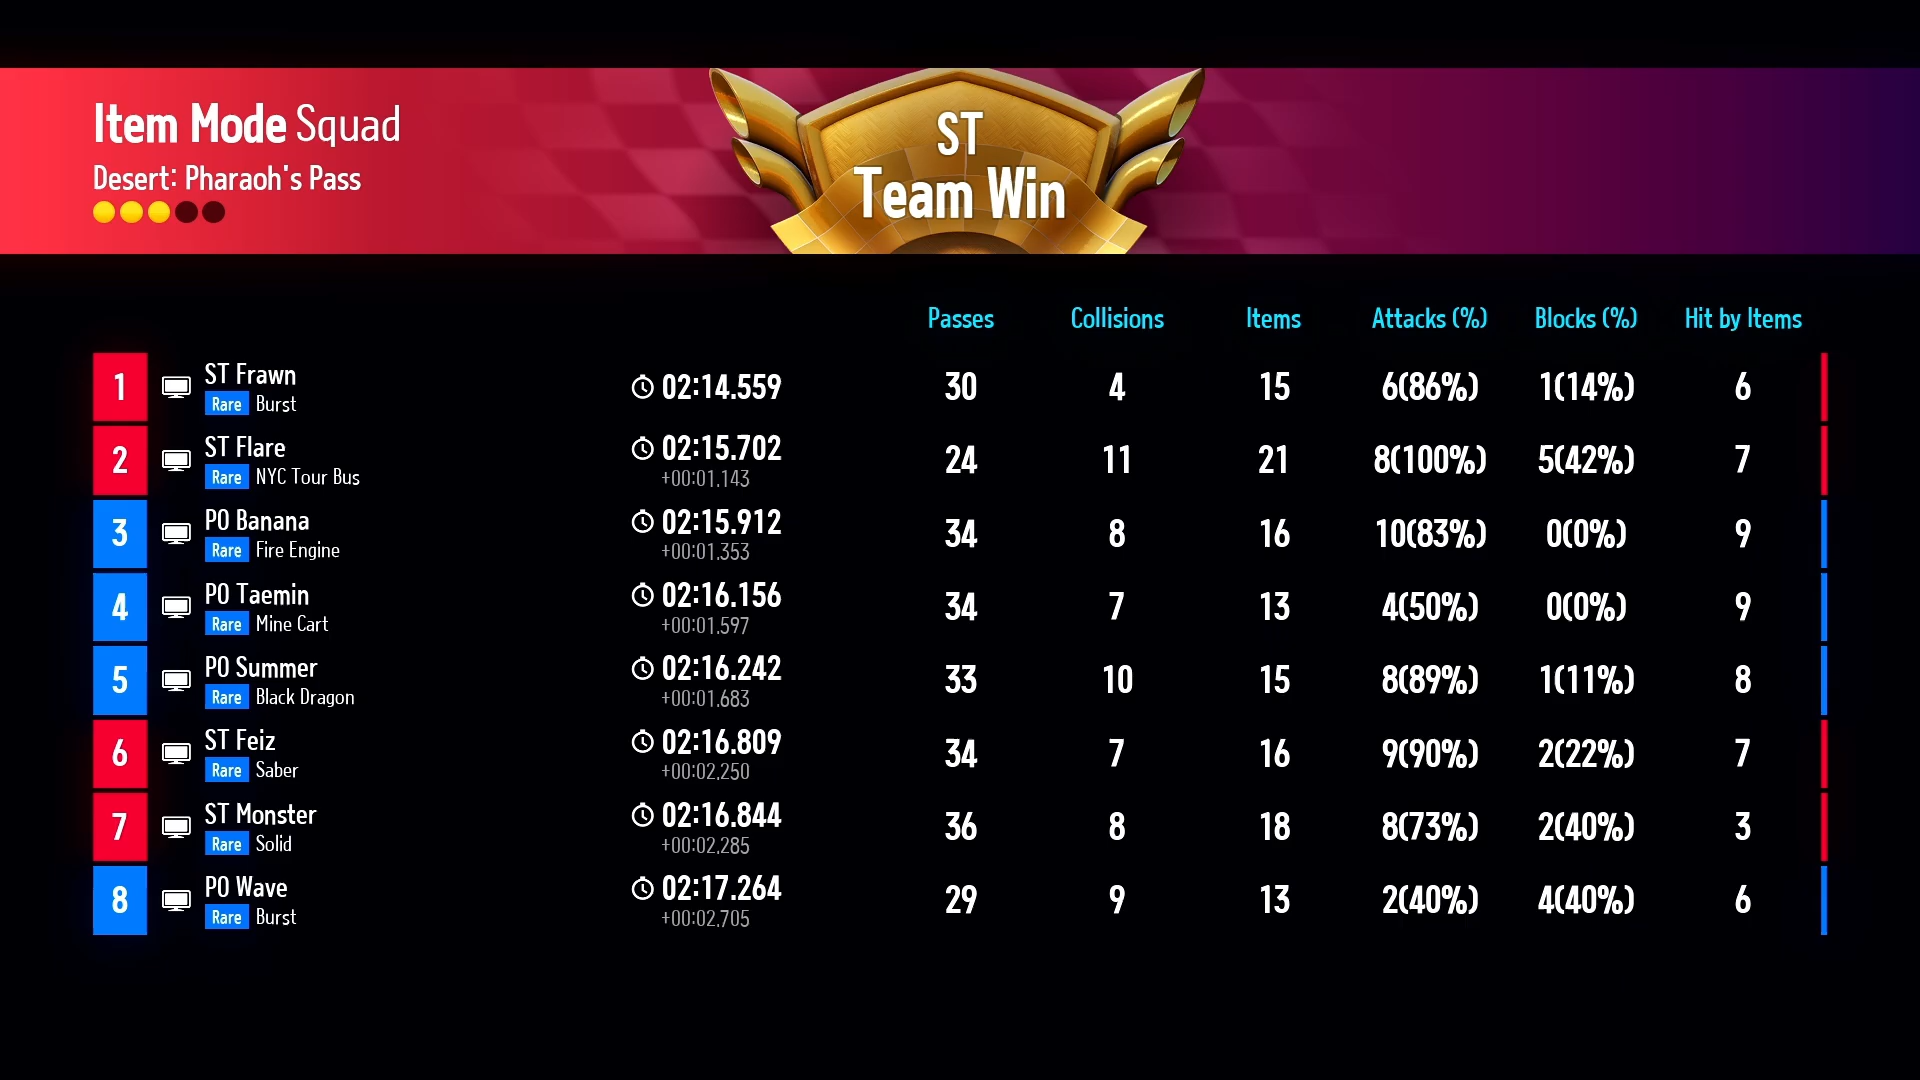 Item Mode Squad
Desert: Pharaoh's Pass
ST
Team Win
Passes Collisions Items Attacks (%) Blocks (%) Hit by Items
1 ST Frawn 02:14.559 30 4 15 6(86%) 1(14%) 6
Rare Burst
2 ST Flare 02:15.702 24 11 21 8(100%) 5(42%) 7
Rare NYC Tour Bus +00:01.143
3 PO Banana 02:15.912 34 8 16 10(83%) 0(0%) 9
Rare Fire Engine +00:01.353
4 PO Taemin 02:16.156 34 7 13 4(50%) 0(0%) 9
Rare Mine Cart +00:01.597
5 PO Summer 02:16.242 33 10 15 8(89%) 1(11%) 8
Rare Black Dragon +00:01.683
6 ST Feiz 02:16.809 34 7 16 9(90%) 2(22%) 7
Rare Saber +00:02.250
7 ST Monster 02:16.844 36 8 18 8(73%) 2(40%) 3
Rare Solid +00:02.285
8 PO Wave 02:17.264 29 9 13 2(40%) 4(40%) 6
Rare Burst +00:02.705